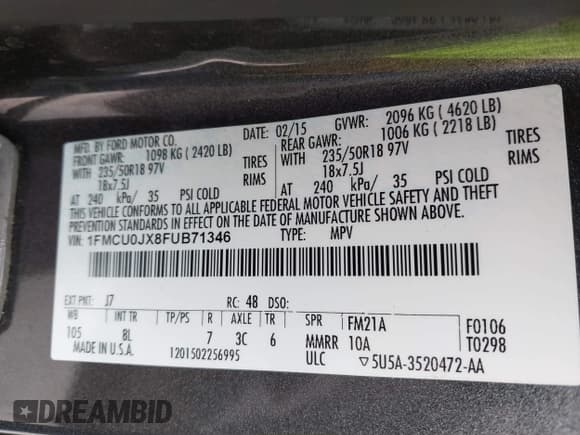 MFD. BY FORD MOTOR CO.
DATE: 02/15 GVWR: 2096 KG ( 4620 LB)
FRONT GAWR: 1098 KG ( 2420 LB) REAR GAWR: 1006 KG ( 2218 LB)
WITH 235/50R18 97V TIRES WITH 235/50R18 97V TIRES
18x7.5J RIMS 18x7.5J RIMS
AT 240 kPa/ 35 PSI COLD AT 240 kPa/ 35 PSI COLD
THIS VEHICLE CONFORMS TO ALL APPLICABLE FEDERAL MOTOR VEHICLE SAFETY AND THEFT
PREVENTION STANDARDS IN EFFECT ON THE DATE OF MANUFACTURE SHOWN ABOVE.
VIN: 1FMCU0JX8FUB71346 TYPE: MPV
EXT PNT: J7 RC: 48 DSO:
WB INT TR TP/PS R AXLE TR SPR FM21A F0106
105 8L 7 3C 6 MMRR 10A T0298
MADE IN U.S.A. 1201502256995 ULC 5U5A-3520472-AA
DREAMBID